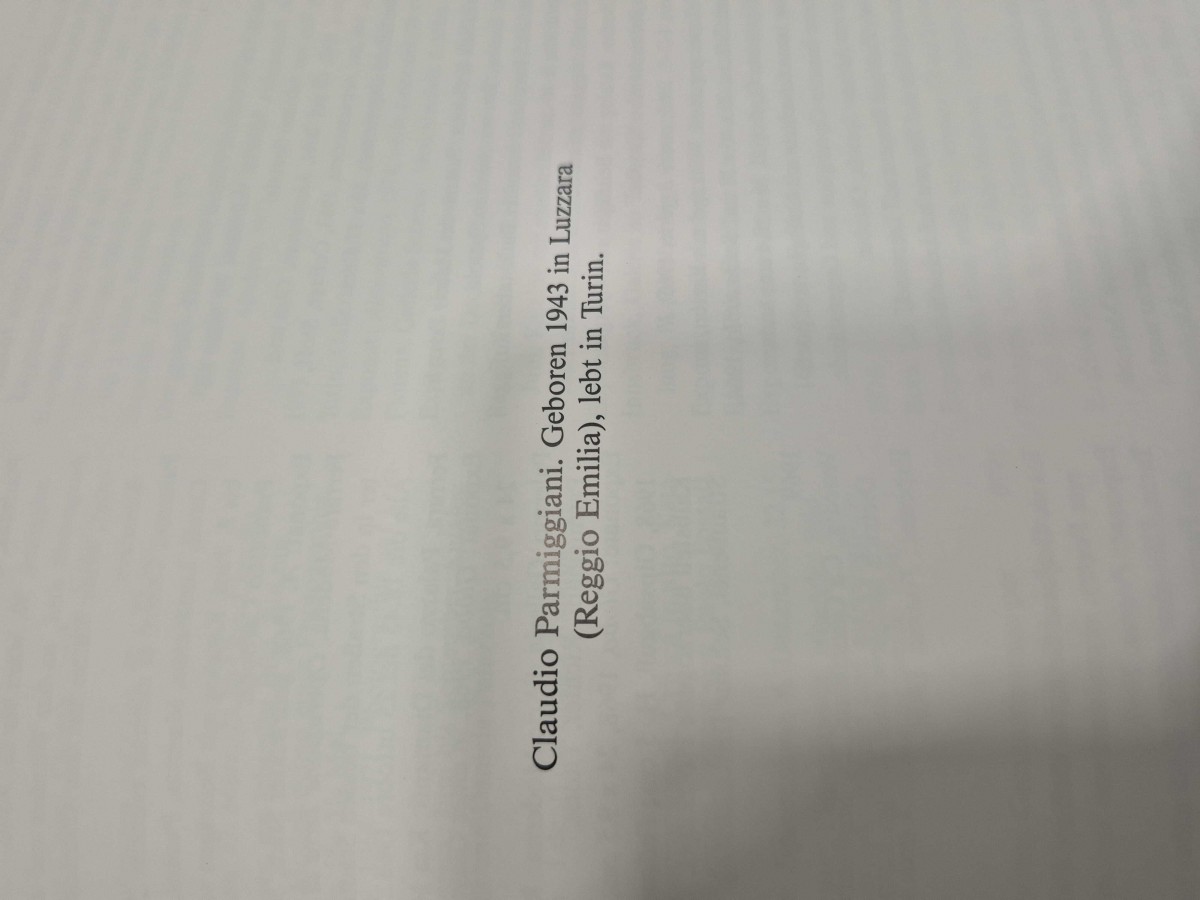 Claudio Parmiggiani. Geboren 1943 in Luzzara
(Reggio Emilia), lebt in Turin.